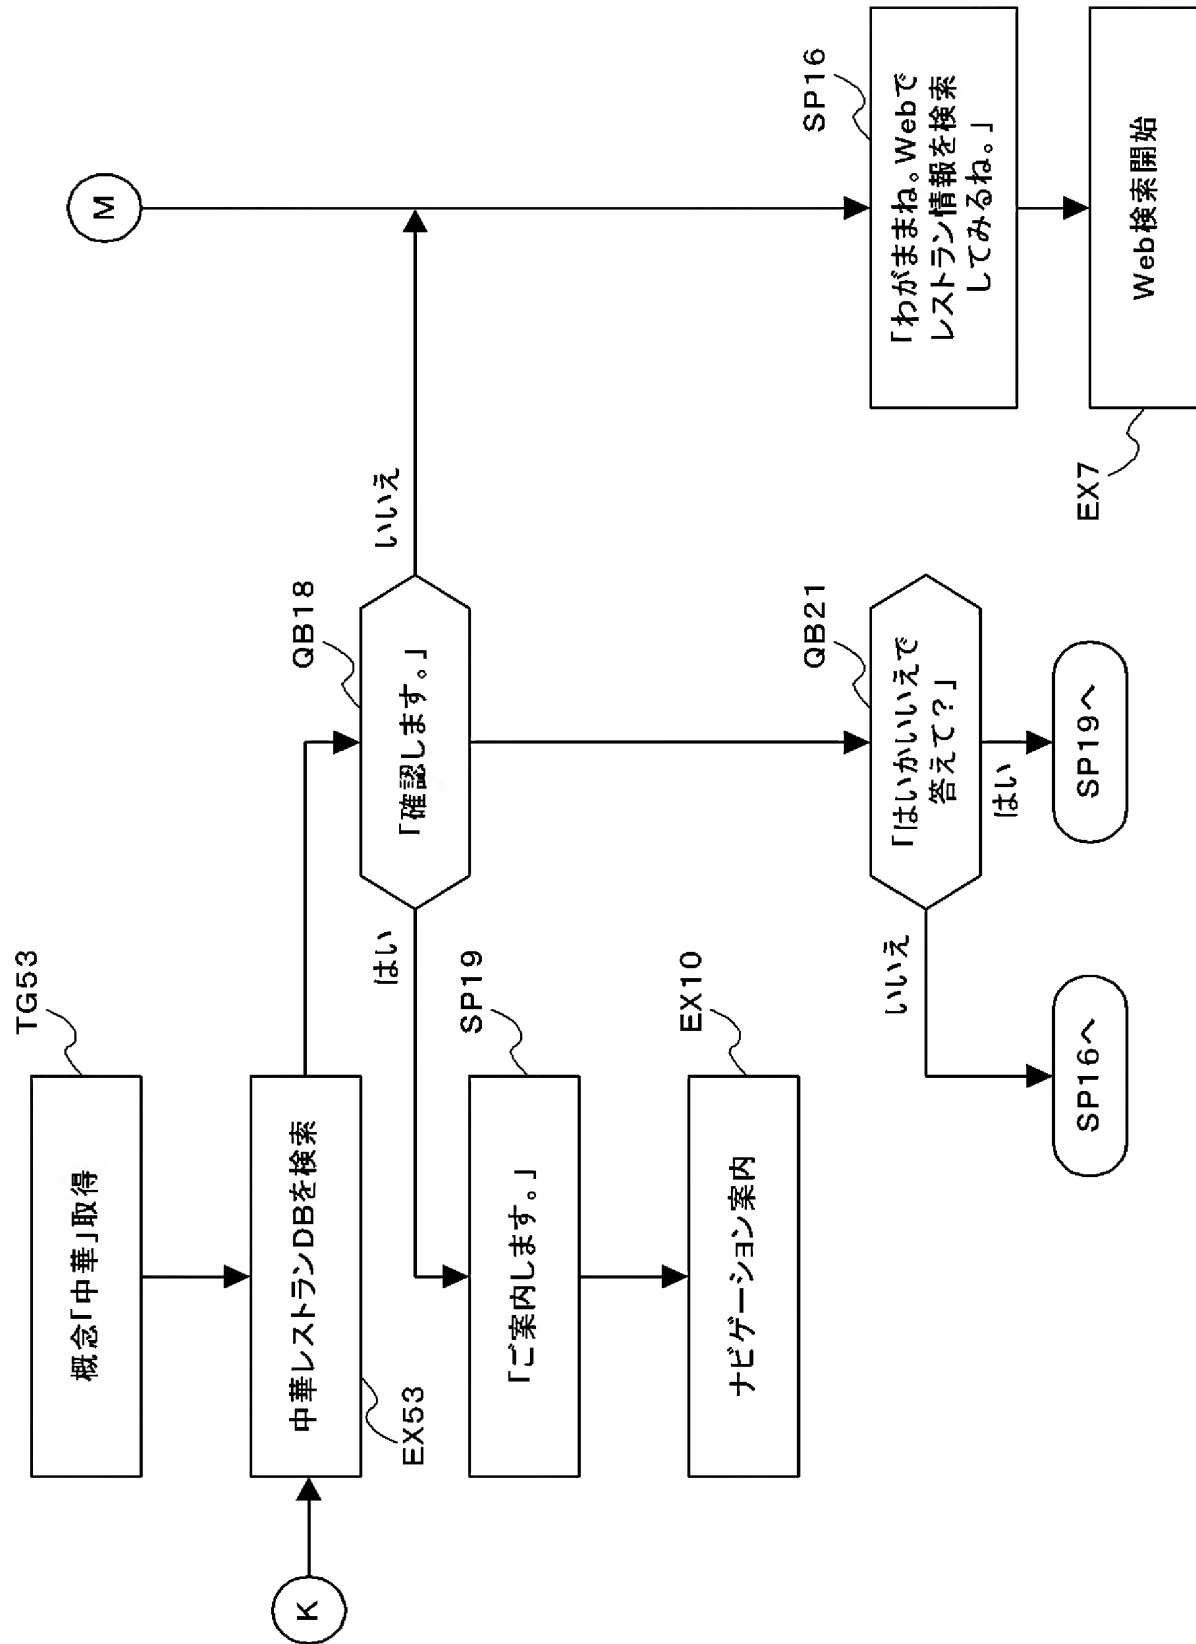 TG53
概念「中華」取得
K
中華レストランDBを検索
EX53
QB18
「確認します。」
はい
いいえ
M
SP19
「ご案内します。」
EX10
ナビゲーション案内
QB21
「はいかいいえで
答えて？」
いいえ
はい
SP16へ
SP19へ
SP16
「わがままね。Webで
レストラン情報を検索
してみるね。」
EX7
Web検索開始